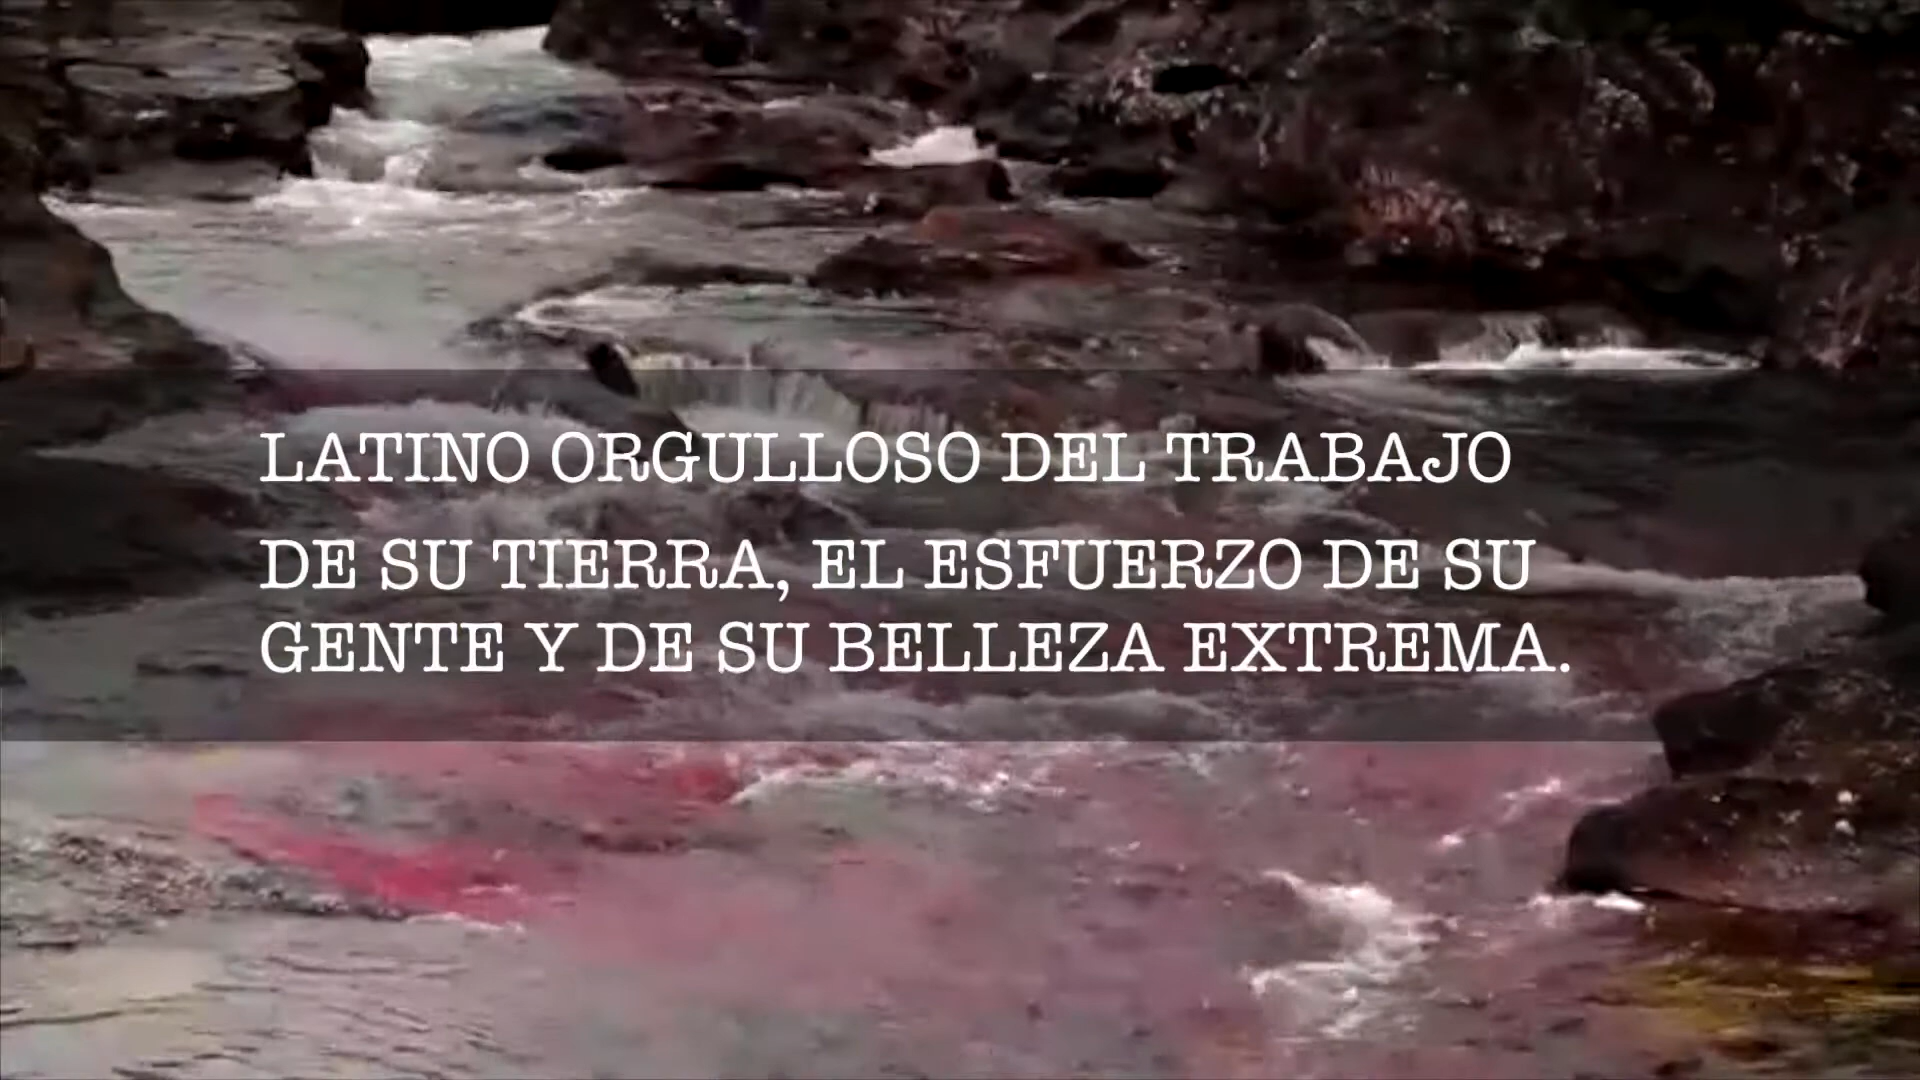 LATINO ORGULLOSO DEL TRABAJO
DE SU TIERRA, EL ESFUERZO DE SU
GENTE Y DE SU BELLEZA EXTREMA.